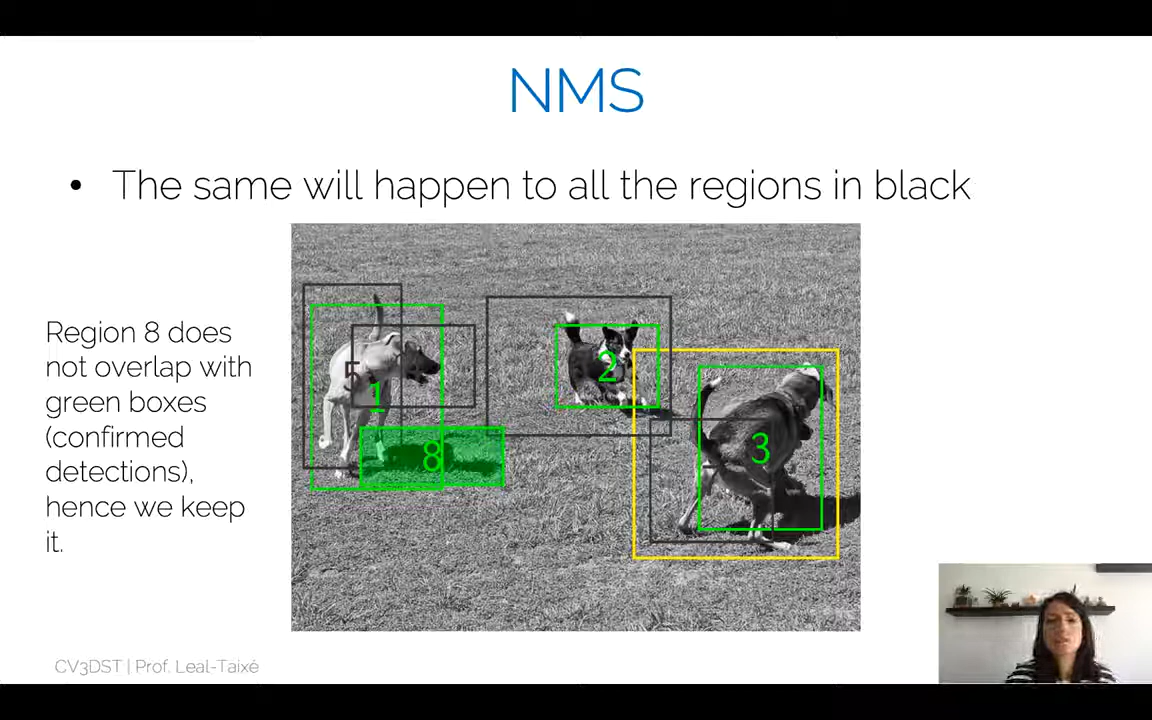 NMS
• The same will happen to all the regions in black
Region 8 does
not overlap with
green boxes
(confirmed
detections),
hence we keep
it.
5
1
2
3
8
CV3DST | Prof. Leal-Taixé